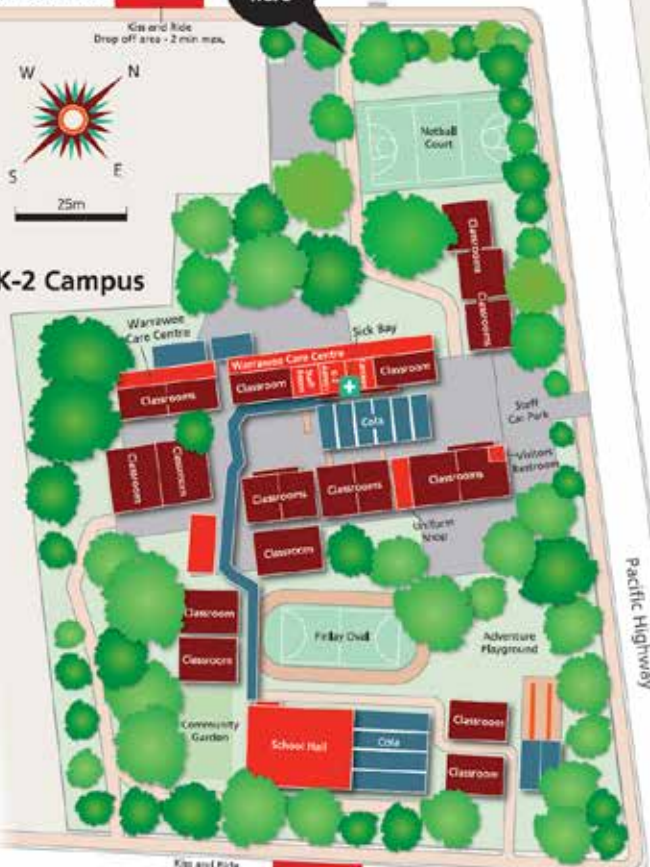 Here
Kiss and Ride
Drop off area - 2 min max.
W
N
S
E
25m
Netball
Court
Classrooms
Classrooms
K-2 Campus
Warrawee
Care Centre
Sick Bay
Warrawee Care Centre
Classroom
Classroom
Classrooms
Cola
Staff
Car Park
Classroom
Classroom
Visitors
Restroom
Classrooms
Classrooms
Classrooms
Uniform
Shop
Classroom
Pacific Highway
Classroom
Finlay Oval
Adventure
Playground
Classroom
Community
Garden
School Hall
Cola
Classroom
Classroom
Kiss and Ride